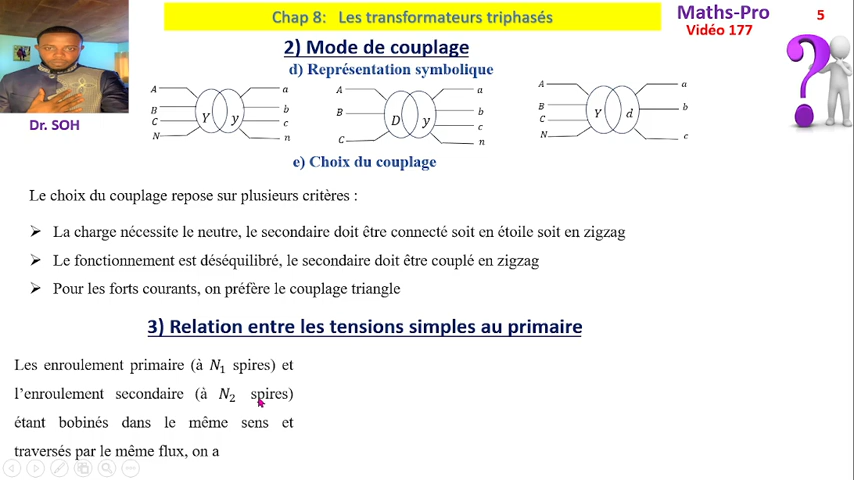 Chap 8: Les transformateurs triphasés
Maths-Pro
5
Vidéo 177
2) Mode de couplage
d) Représentation symbolique
Dr. SOH
A
B
C
N
Y
y
a
b
c
n
A
B
C
D
y
a
b
c
n
A
B
C
N
Y
d
a
b
c
e) Choix du couplage
Le choix du couplage repose sur plusieurs critères :
➢ La charge nécessite le neutre, le secondaire doit être connecté soit en étoile soit en zigzag
➢ Le fonctionnement est déséquilibré, le secondaire doit être couplé en zigzag
➢ Pour les forts courants, on préfère le couplage triangle
3) Relation entre les tensions simples au primaire
Les enroulement primaire (à N₁ spires) et
l'enroulement secondaire (à N₂ spires)
étant bobinés dans le même sens et
traversés par le même flux, on a